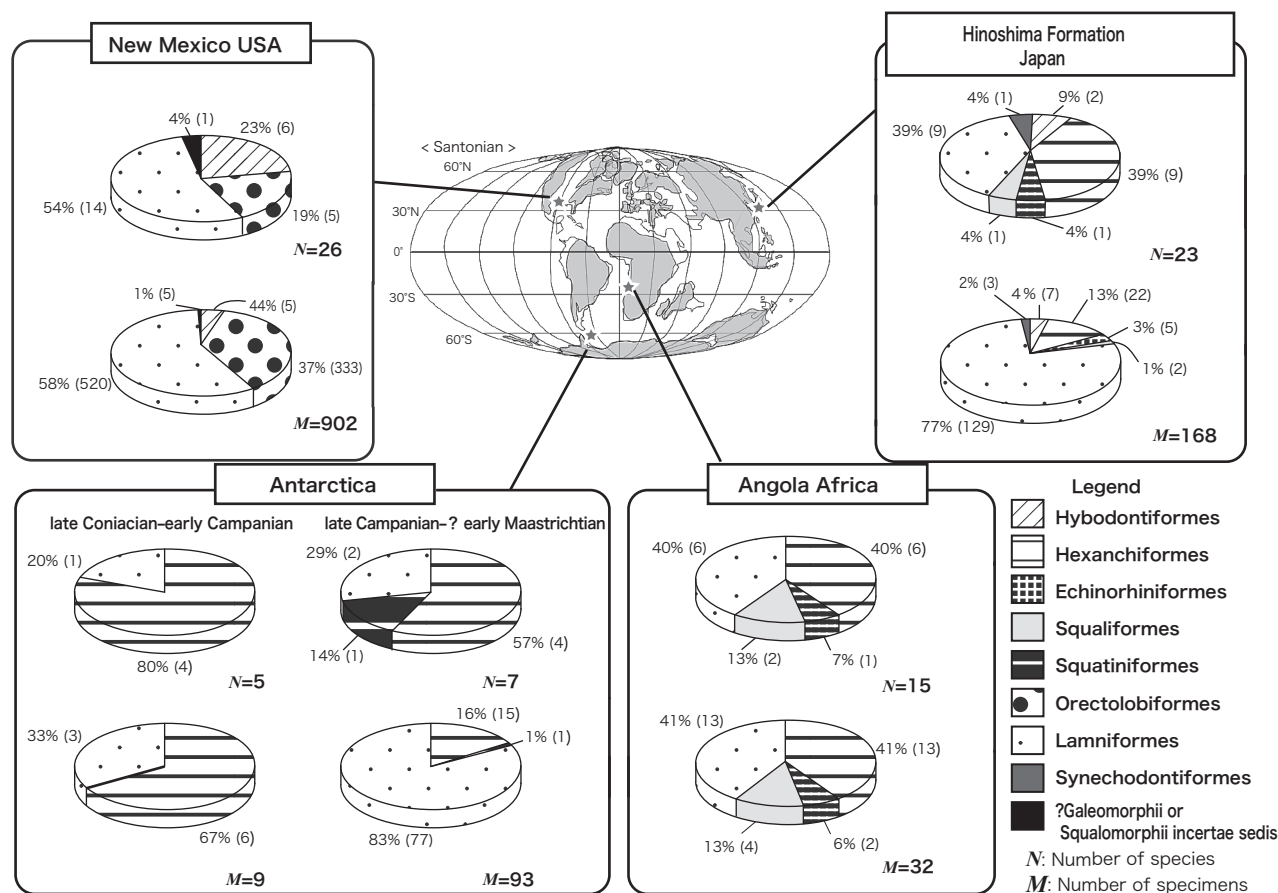 New Mexico USA
4% (1)
23% (6)
54% (14)
19% (5)
N=26
1% (5)
44% (5)
58% (520)
37% (333)
M=902
< Santonian >
60°N
30°N
0°
30°S
60°S
Hinoshima Formation
Japan
4% (1)
9% (2)
39% (9)
39% (9)
4% (1)
4% (1)
N=23
2% (3)
4% (7)
13% (22)
3% (5)
1% (2)
77% (129)
M=168
Antarctica
late Coniacian–early Campanian
20% (1)
80% (4)
N=5
33% (3)
67% (6)
M=9
late Campanian–? early Maastrichtian
29% (2)
14% (1)
57% (4)
N=7
16% (15)
1% (1)
83% (77)
M=93
Angola Africa
40% (6)
40% (6)
13% (2)
7% (1)
N=15
41% (13)
41% (13)
13% (4)
6% (2)
M=32
Legend
Hybodontiformes
Hexanchiformes
Echinorhiniformes
Squaliformes
Squatiniformes
Orectolobiformes
Lamniformes
Synechodontiformes
?Galeomorphii or
Squalomorphii incertae sedis
N: Number of species
M: Number of specimens